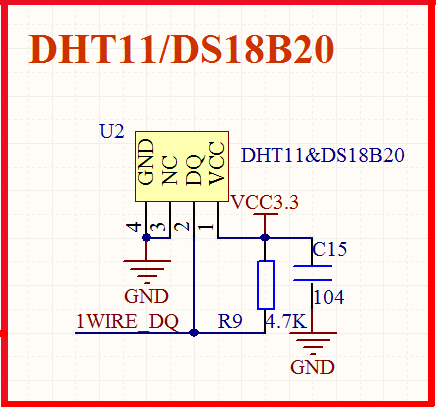 DHT11/DS18B20
U2
GND
NC
DQ
VCC
DHT11&DS18B20
4
3
2
1
VCC3.3
C15
104
GND
1WIRE_DQ
R9
4.7K
GND